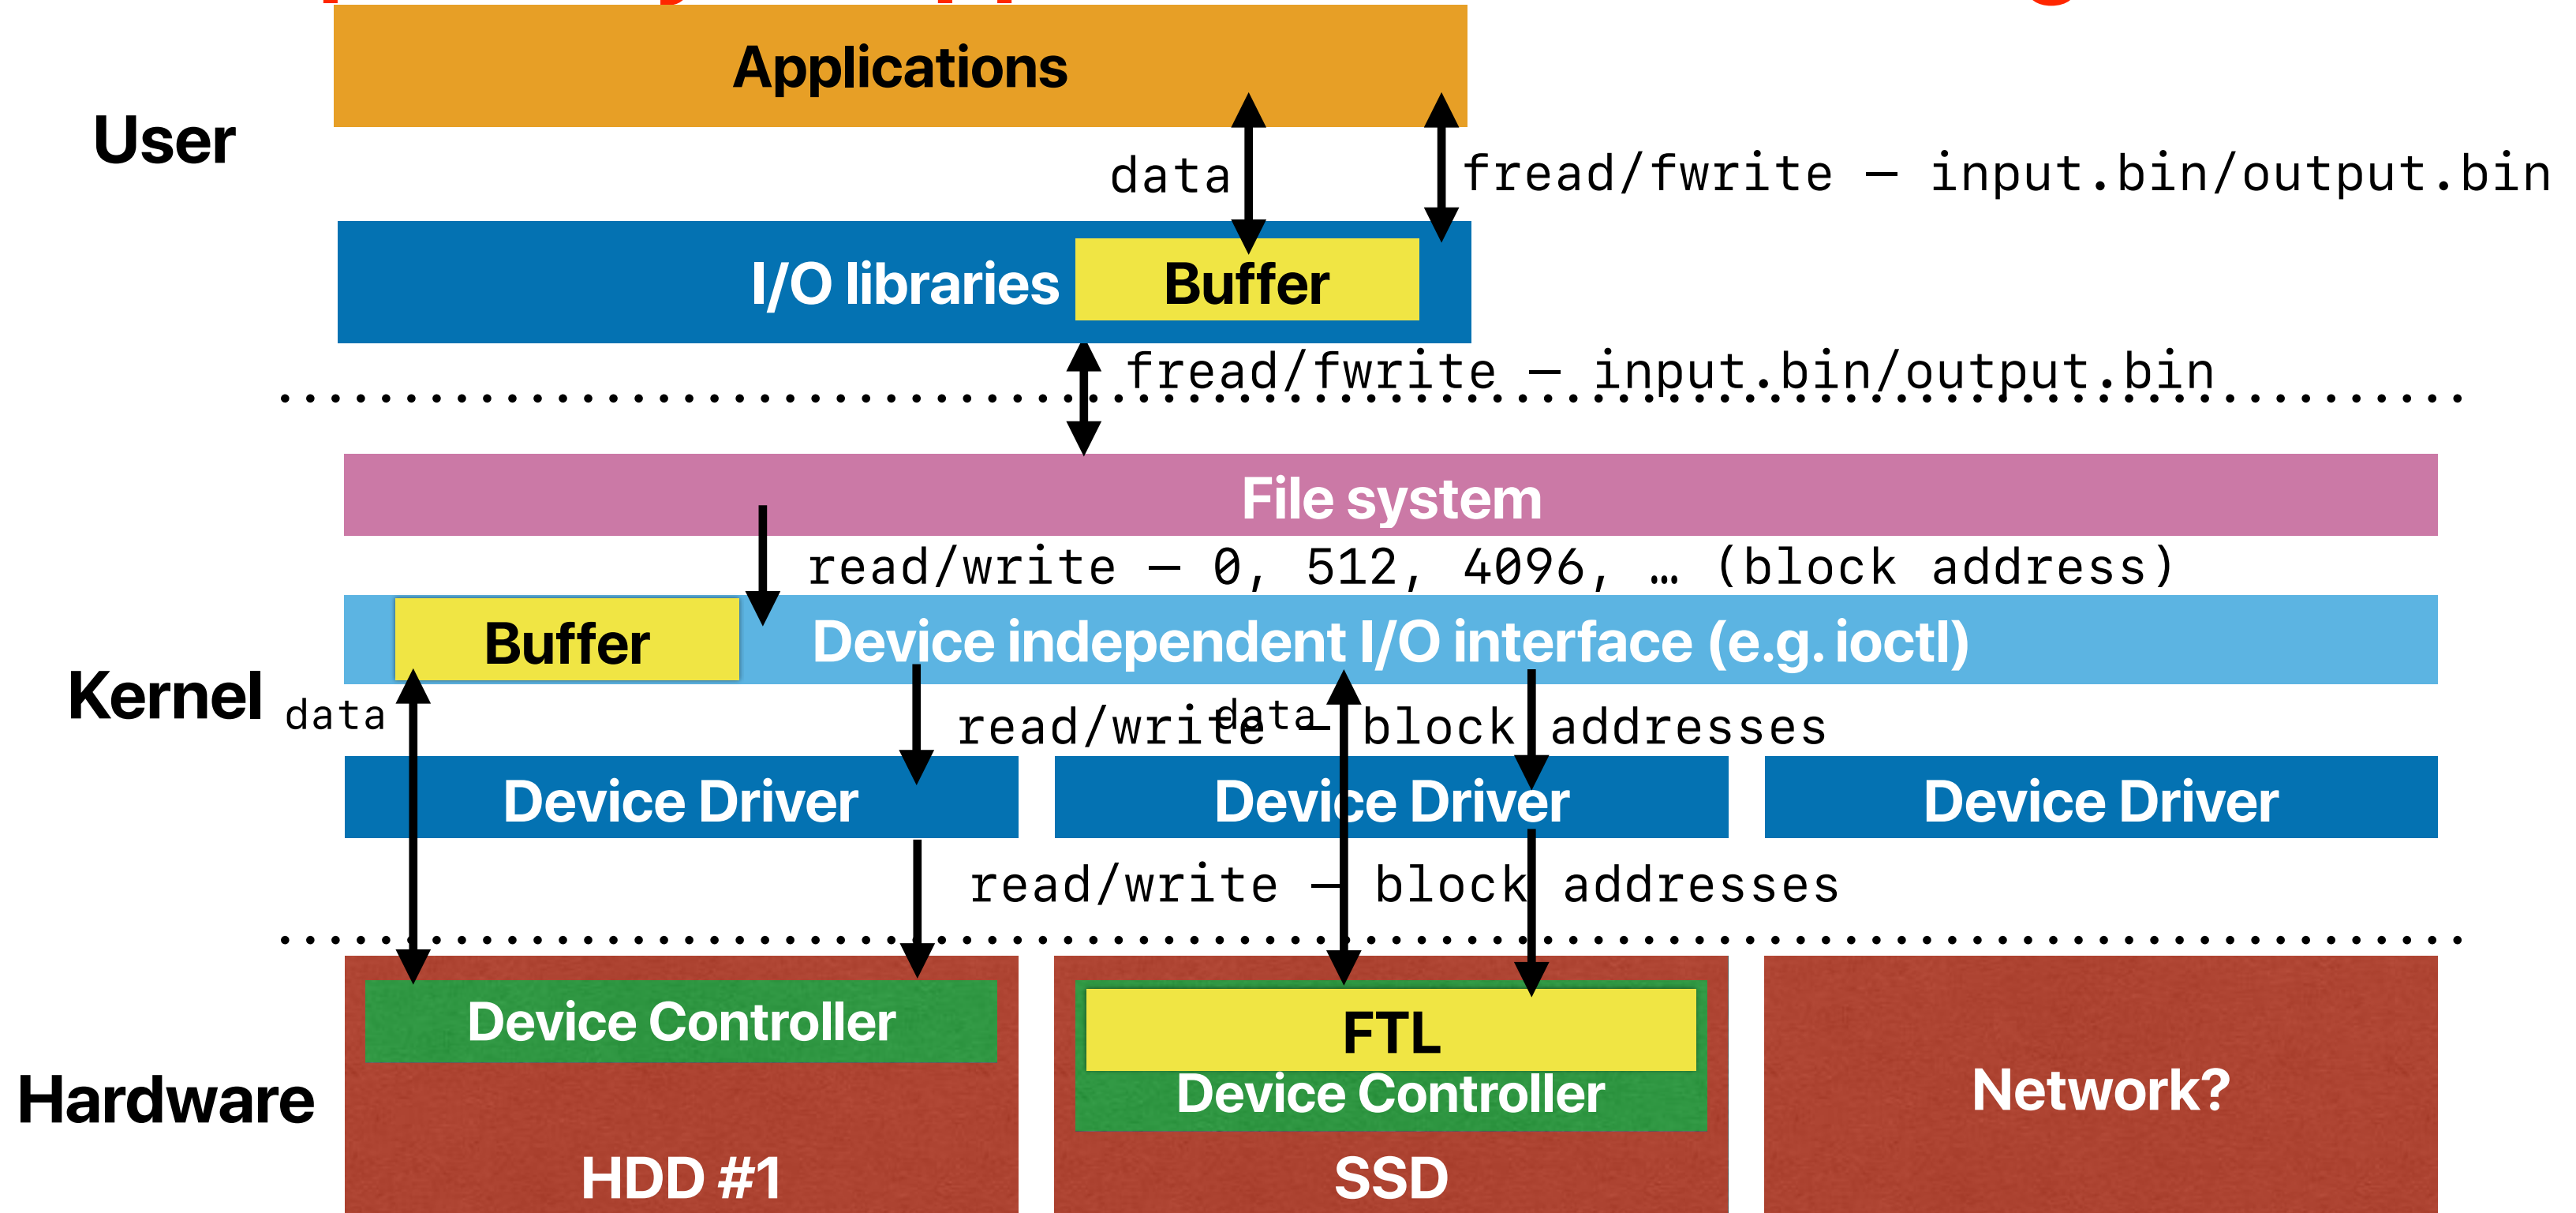 Applications
User
data
fread/fwrite — input.bin/output.bin
I/O libraries
Buffer
fread/fwrite — input.bin/output.bin
File system
read/write — 0, 512, 4096, … (block address)
Buffer
Device independent I/O interface (e.g. ioctl)
Kernel
data
read/write — block addresses
data
Device Driver
Device Driver
Device Driver
read/write — block addresses
Device Controller
FTL
Device Controller
Network?
Hardware
HDD #1
SSD